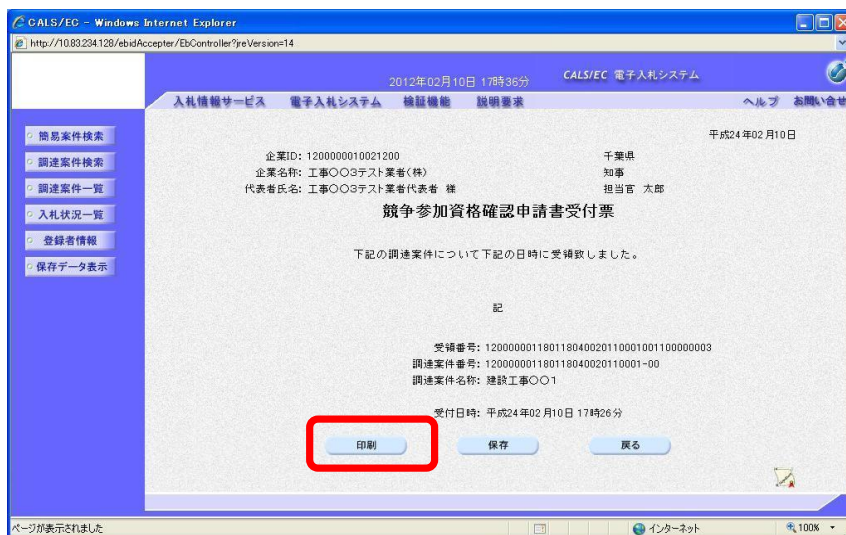 CALS/EC - Windows Internet Explorer
http://10.83.234.128/ebidAccepter/EbController?jreVersion=14
2012年02月10日 17時36分
CALS/EC 電子入札システム
入札情報サービス 電子入札システム 検証機能 説明要求 ヘルプ お問い合せ
簡易案件検索
調達案件検索
調達案件一覧
入札状況一覧
登録者情報
保存データ表示
平成24年02月10日
企業ID: 1200000010021200 千葉県
企業名称: 工事○○3テスト業者(株) 知事
代表者氏名: 工事○○3テスト業者代表者 様 担当官 太郎
競争参加資格確認申請書受付票
下記の調達案件について下記の日時に受領致しました。
記
受領番号: 120000001180118040020110001001100000003
調達案件番号: 120000001180118040020110001-00
調達案件名称: 建設工事○○1
受付日時: 平成24年02月10日 17時26分
印刷 保存 戻る
ページが表示されました インターネット 100%